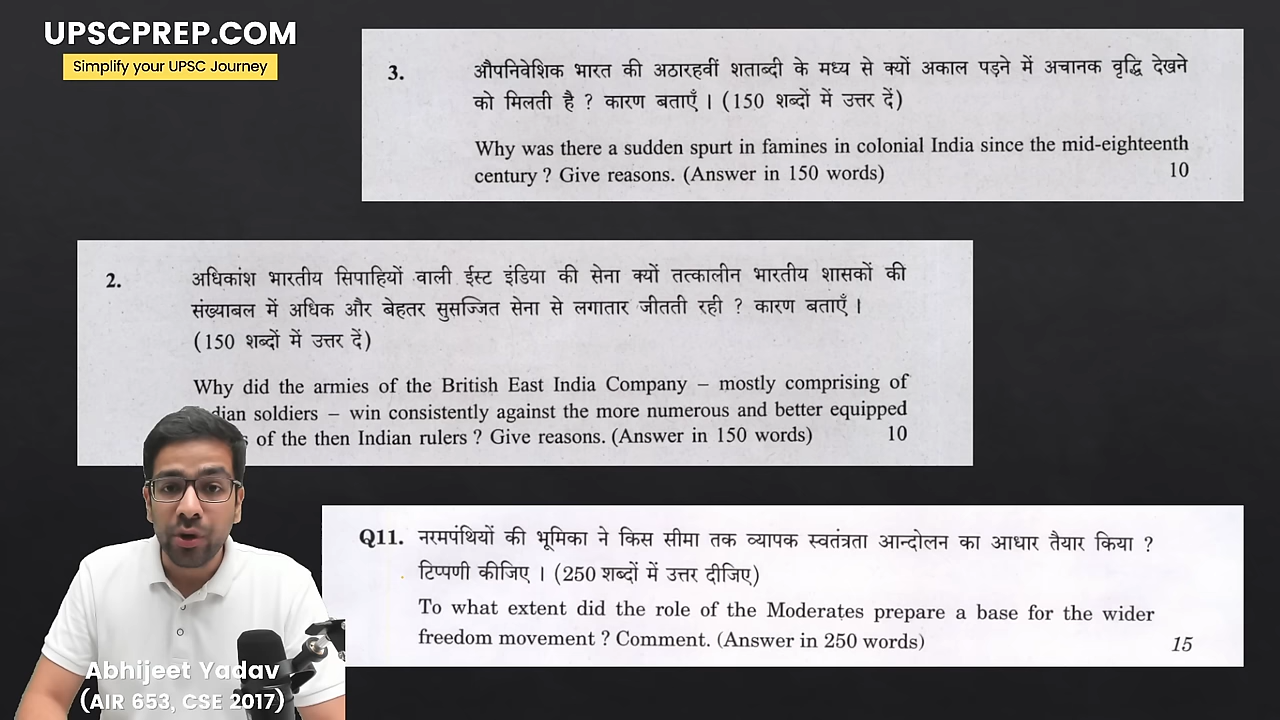 UPSCPREP.COM
Simplify your UPSC Journey
3. औपनिवेशिक भारत की अठारहवीं शताब्दी के मध्य से क्यों अकाल पड़ने में अचानक वृद्धि देखने
को मिलती है ? कारण बताएँ । (150 शब्दों में उत्तर दें)
Why was there a sudden spurt in famines in colonial India since the mid-eighteenth
century ? Give reasons. (Answer in 150 words) 10
2. अधिकांश भारतीय सिपाहियों वाली ईस्ट इंडिया की सेना क्यों तत्कालीन भारतीय शासकों की
संख्याबल में अधिक और बेहतर सुसज्जित सेना से लगातार जीतती रही ? कारण बताएँ ।
(150 शब्दों में उत्तर दें)
Why did the armies of the British East India Company – mostly comprising of
soldiers – win consistently against the more numerous and better equipped
of the then Indian rulers ? Give reasons. (Answer in 150 words) 10
Q11. नरमपंथियों की भूमिका ने किस सीमा तक व्यापक स्वतंत्रता आन्दोलन का आधार तैयार किया ?
टिप्पणी कीजिए । (250 शब्दों में उत्तर दीजिए)
To what extent did the role of the Moderates prepare a base for the wider
freedom movement ? Comment. (Answer in 250 words) 15
Abhijeet Yadav
(AIR 653, CSE 2017)